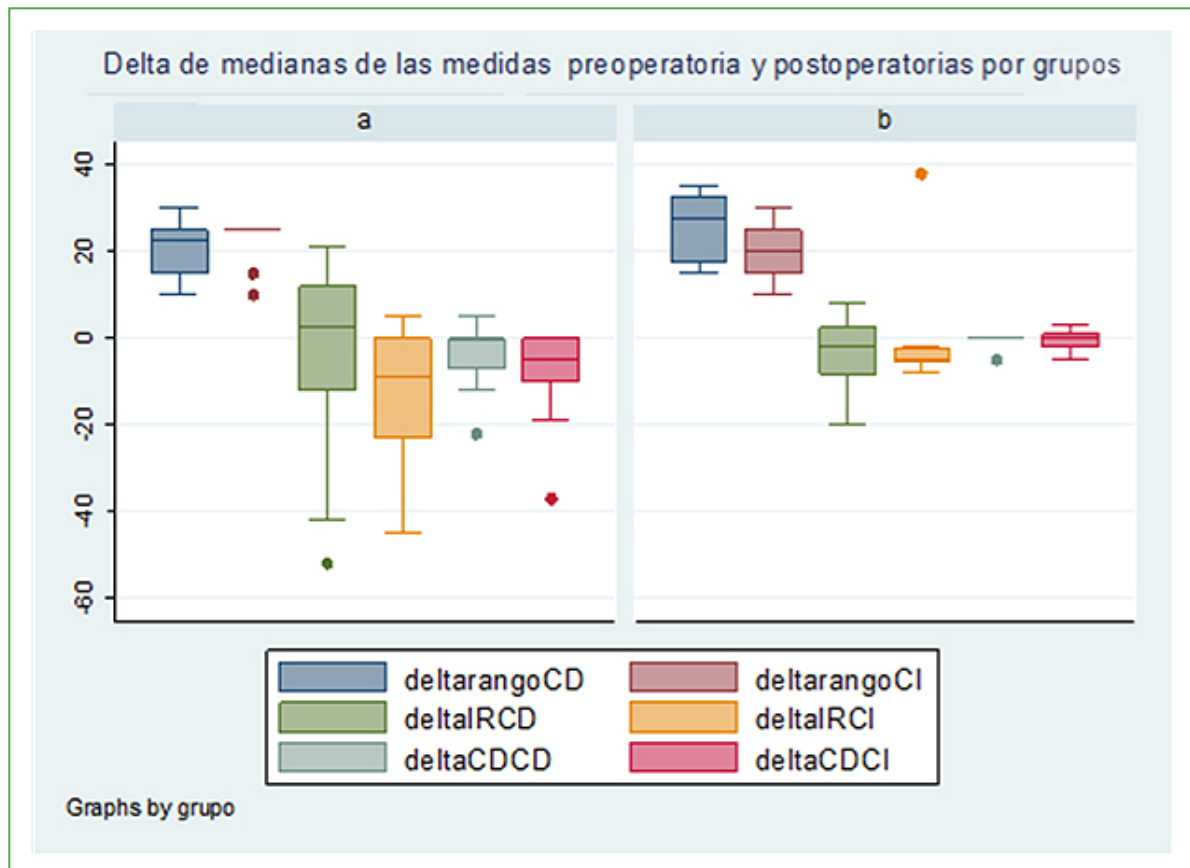 Delta de medianas de las medidas preoperatoria y postoperatorias por grupos
a b
40
20
0
-20
-40
-60
deltarangoCD deltarangoCI
deltaIRCD deltaIRCI
deltaCDCD deltaCDCI
Graphs by grupo